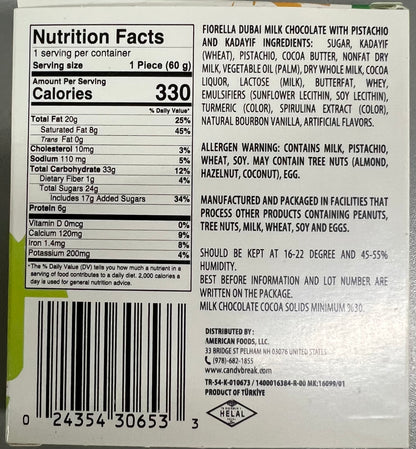 Nutrition Facts
1 serving per container
Serving size 1 Piece (60 g)
Amount Per Serving
Calories 330
% Daily Value*
Total Fat 20g 25%
Saturated Fat 8g 45%
Trans Fat 0g
Cholesterol 10mg 3%
Sodium 110 mg 5%
Total Carbohydrate 33g 12%
Dietary Fiber 1g 4%
Total Sugars 24g
Includes 17g Added Sugars 34%
Protein 6g
Vitamin D 0mcg 0%
Calcium 120mg 9%
Iron 1.4mg 8%
Potassium 200mg 4%
*The % Daily Value (DV) tells you how much a nutrient in a
serving of food contributes to a daily diet. 2,000 calories a
day is used for general nutrition advice.
0 24354 30653 3
FIORELLA DUBAI MILK CHOCOLATE WITH PISTACHIO
AND KADAYIF INGREDIENTS: SUGAR, KADAYIF
(WHEAT), PISTACHIO, COCOA BUTTER, NONFAT DRY
MILK, VEGETABLE OIL (PALM), DRY WHOLE MILK, COCOA
LIQUOR, LACTOSE (MILK), BUTTERFAT, WHEY,
EMULSIFIERS (SUNFLOWER LECITHIN, SOY LECITHIN),
TURMERIC (COLOR), SPIRULINA EXTRACT (COLOR),
NATURAL BOURBON VANILLA, ARTIFICIAL FLAVORS.
ALLERGEN WARNING: CONTAINS MILK, PISTACHIO,
WHEAT, SOY. MAY CONTAIN TREE NUTS (ALMOND,
HAZELNUT, COCONUT), EGG.
MANUFACTURED AND PACKAGED IN FACILITIES THAT
PROCESS OTHER PRODUCTS CONTAINING PEANUTS,
TREE NUTS, MILK, WHEAT, SOY AND EGGS.
SHOULD BE KEPT AT 16-22 DEGREE AND 45-55%
HUMIDITY.
BEST BEFORE INFORMATION AND LOT NUMBER ARE
WRITTEN ON THE PACKAGE.
MILK CHOCOLATE COCOA SOLIDS MINIMUM %30.
DISTRIBUTED BY :
AMERICAN FOODS, LLC.
33 BRIDGE ST PELHAM NH 03076 UNITED STATES
(978)-682-1855
www.candybreak.com
TR-54-K-010673 / 1400016384-R-00 MK:16099/01
PRODUCT OF TÜRKİYE
HELAL